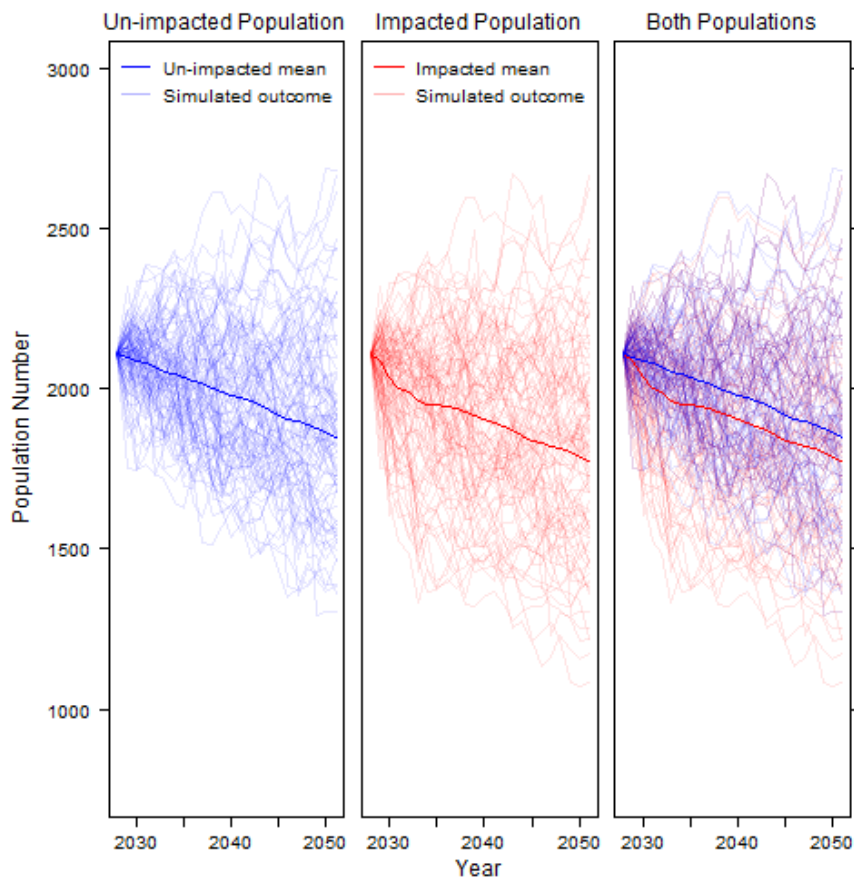 Un-impacted Population
Impacted Population
Both Populations
Un-impacted mean
Simulated outcome
Impacted mean
Simulated outcome
3000
2500
2000
1500
1000
Population Number
2030
2040
2050
2030
2040
2050
2030
2040
2050
Year